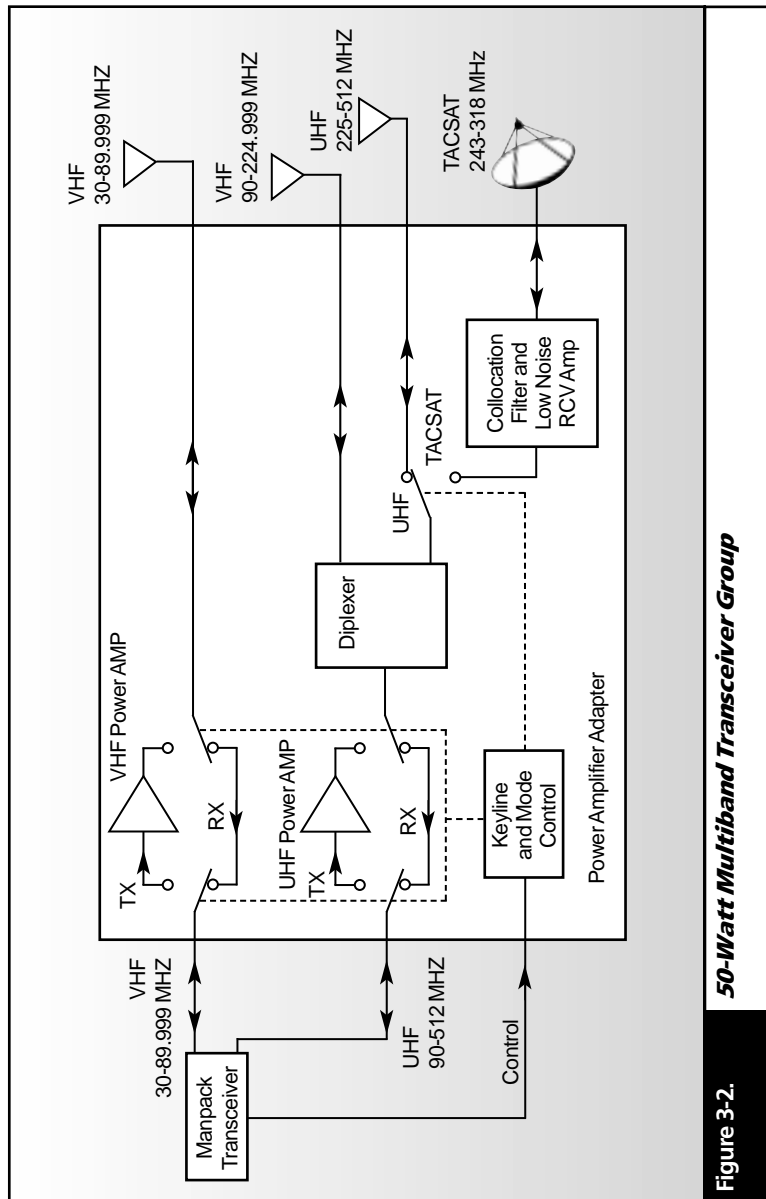 VHF
30-89.999 MHZ
VHF
90-224.999 MHZ
UHF
225-512 MHZ
TACSAT
243-318 MHz
VHF Power AMP
TX
RX
UHF Power AMP
TX
RX
Diplexer
UHF
TACSAT
Collocation
Filter and
Low Noise
RCV Amp
Keyline
and Mode
Control
Power Amplifier Adapter
Manpack
Transceiver
VHF
30-89.999 MHZ
UHF
90-512 MHZ
Control
Figure 3-2.
50-Watt Multiband Transceiver Group